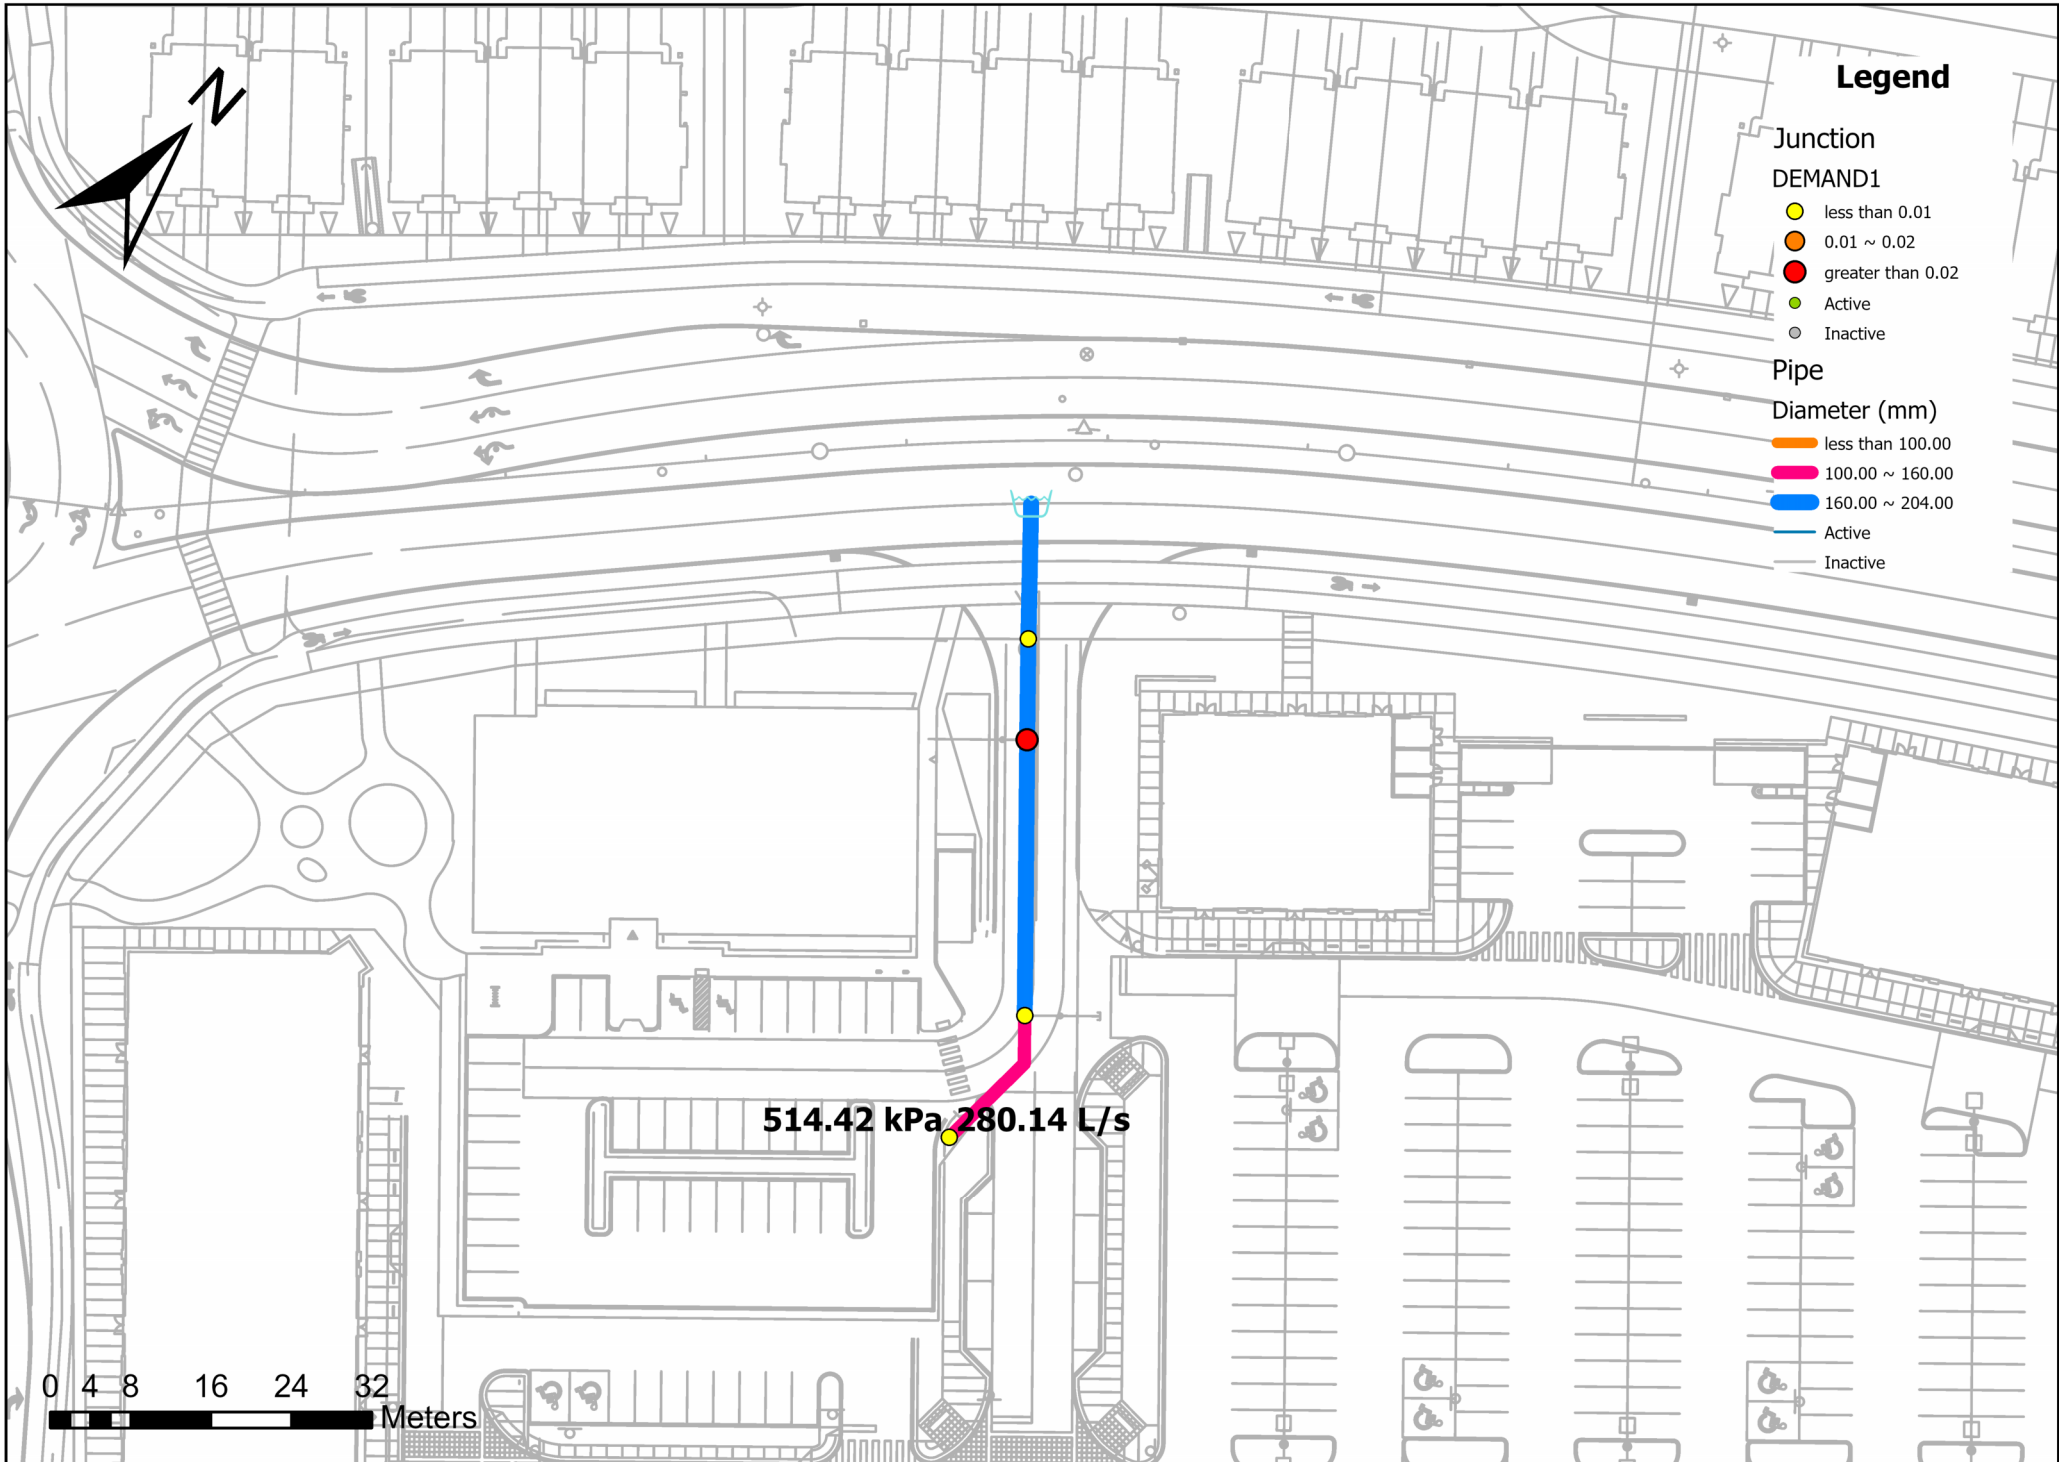 N
Legend
Junction
DEMAND1
less than 0.01
0.01 ~ 0.02
greater than 0.02
Active
Inactive
Pipe
Diameter (mm)
less than 100.00
100.00 ~ 160.00
160.00 ~ 204.00
Active
Inactive
514.42 kPa 280.14 L/s
0 4 8 16 24 32
Meters